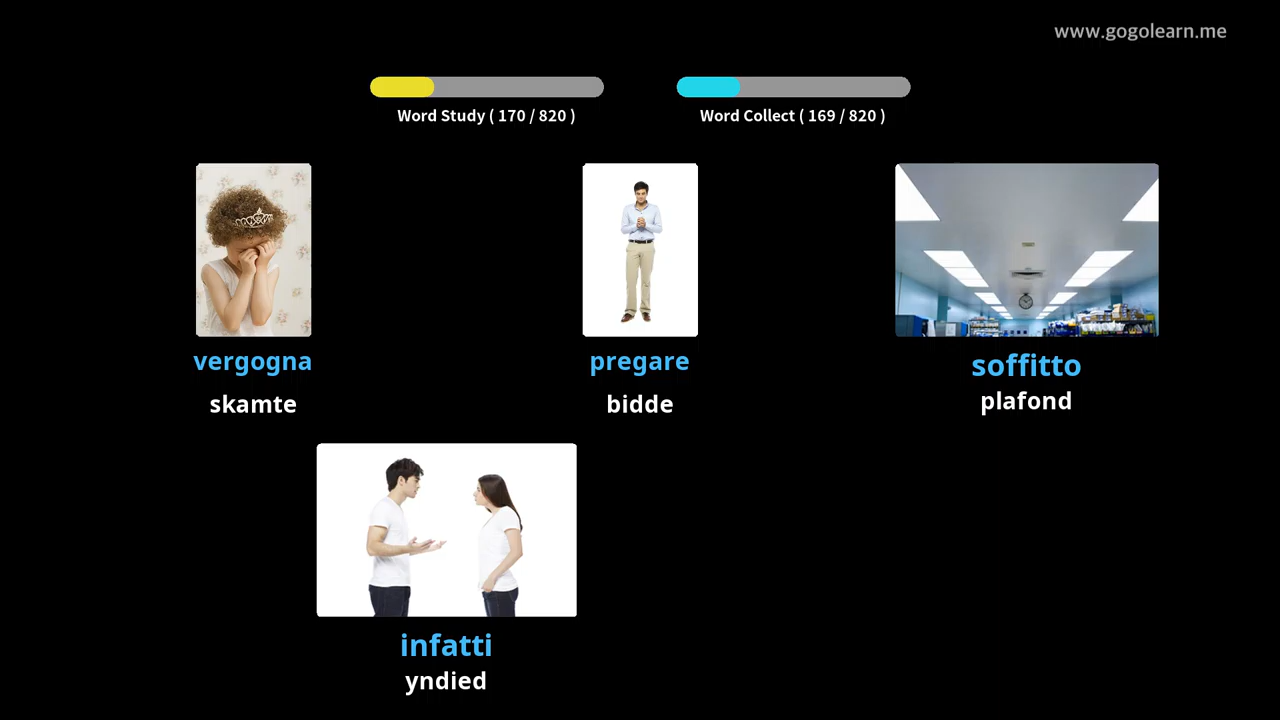 www.gogolearn.me
Word Study ( 170 / 820 )
Word Collect ( 169 / 820 )
vergogna
skamte
pregare
bidde
soffitto
plafond
infatti
yndied